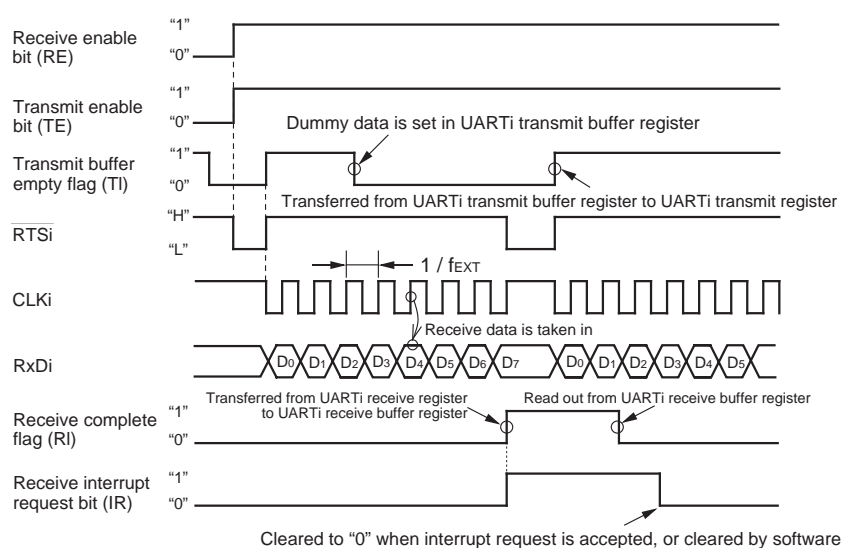 Receive enable
bit (RE)
“1”
“0”
Transmit enable
bit (TE)
“1”
“0”
Dummy data is set in UARTi transmit buffer register
Transmit buffer
empty flag (TI)
“1”
“0”
Transferred from UARTi transmit buffer register to UARTi transmit register
RTSi
“H”
“L”
1 / fEXT
CLKi
Receive data is taken in
RxDi
D0 D1 D2 D3 D4 D5 D6 D7 D0 D1 D2 D3 D4 D5
Transferred from UARTi receive register
to UARTi receive buffer register
Read out from UARTi receive buffer register
Receive complete
flag (RI)
“1”
“0”
Receive interrupt
request bit (IR)
“1”
“0”
Cleared to “0” when interrupt request is accepted, or cleared by software